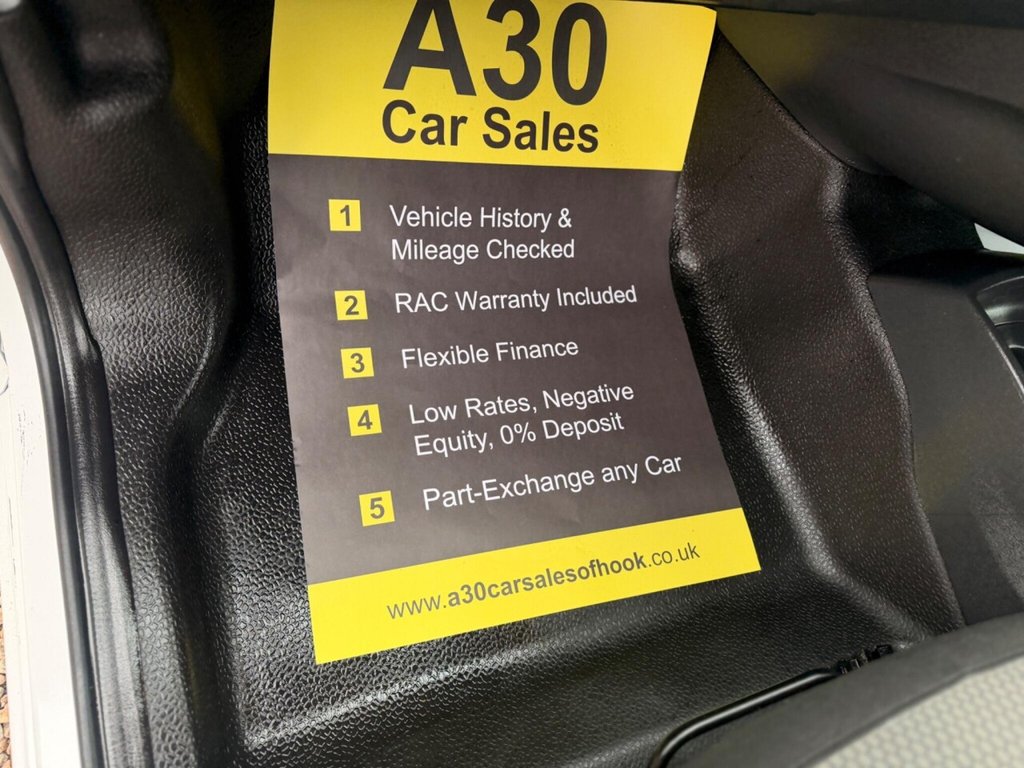 A30
Car Sales
1 Vehicle History &
Mileage Checked
2 RAC Warranty Included
3 Flexible Finance
4 Low Rates, Negative
Equity, 0% Deposit
5 Part-Exchange any Car
www.a30carsalesofhook.co.uk